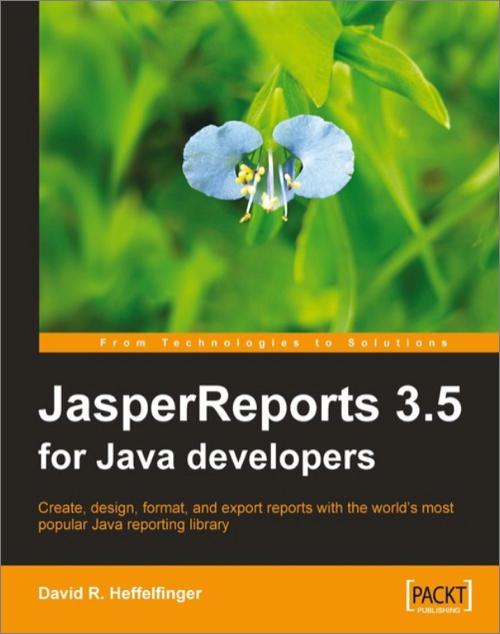 From Technologies to Solutions
JasperReports 3.5
for Java developers
Create, design, format, and export reports with the world's most
popular Java reporting library
David R. Heffelfinger
[PACKT]
PUBLISHING